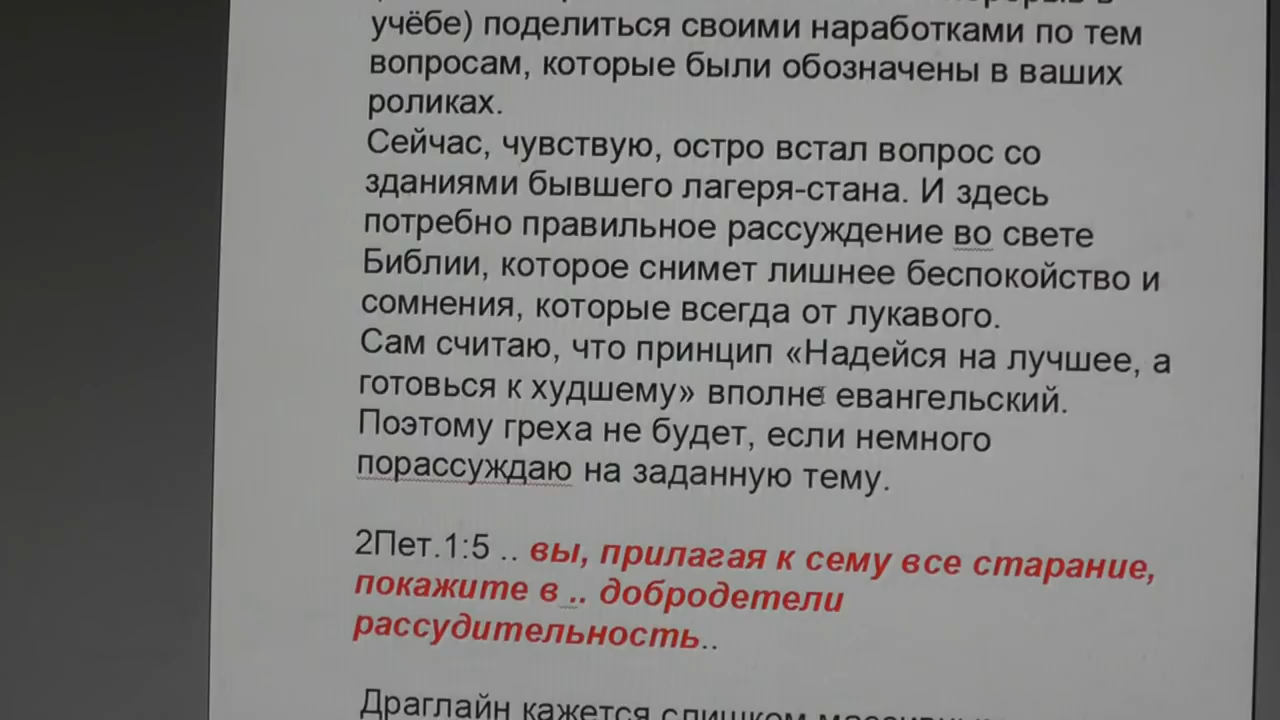 учёбе) поделиться своими наработками по тем
вопросам, которые были обозначены в ваших
роликах.
Сейчас, чувствую, остро встал вопрос со
зданиями бывшего лагеря-стана. И здесь
потребно правильное рассуждение во свете
Библии, которое снимет лишнее беспокойство и
сомнения, которые всегда от лукавого.
Сам считаю, что принцип «Надейся на лучшее, а
готовься к худшему» вполне евангельский.
Поэтому греха не будет, если немного
порассуждаю на заданную тему.
2Пет.1:5 .. вы, прилагая к сему все старание,
покажите в .. добродетели
рассудительность..
Драглайн кажется слишком